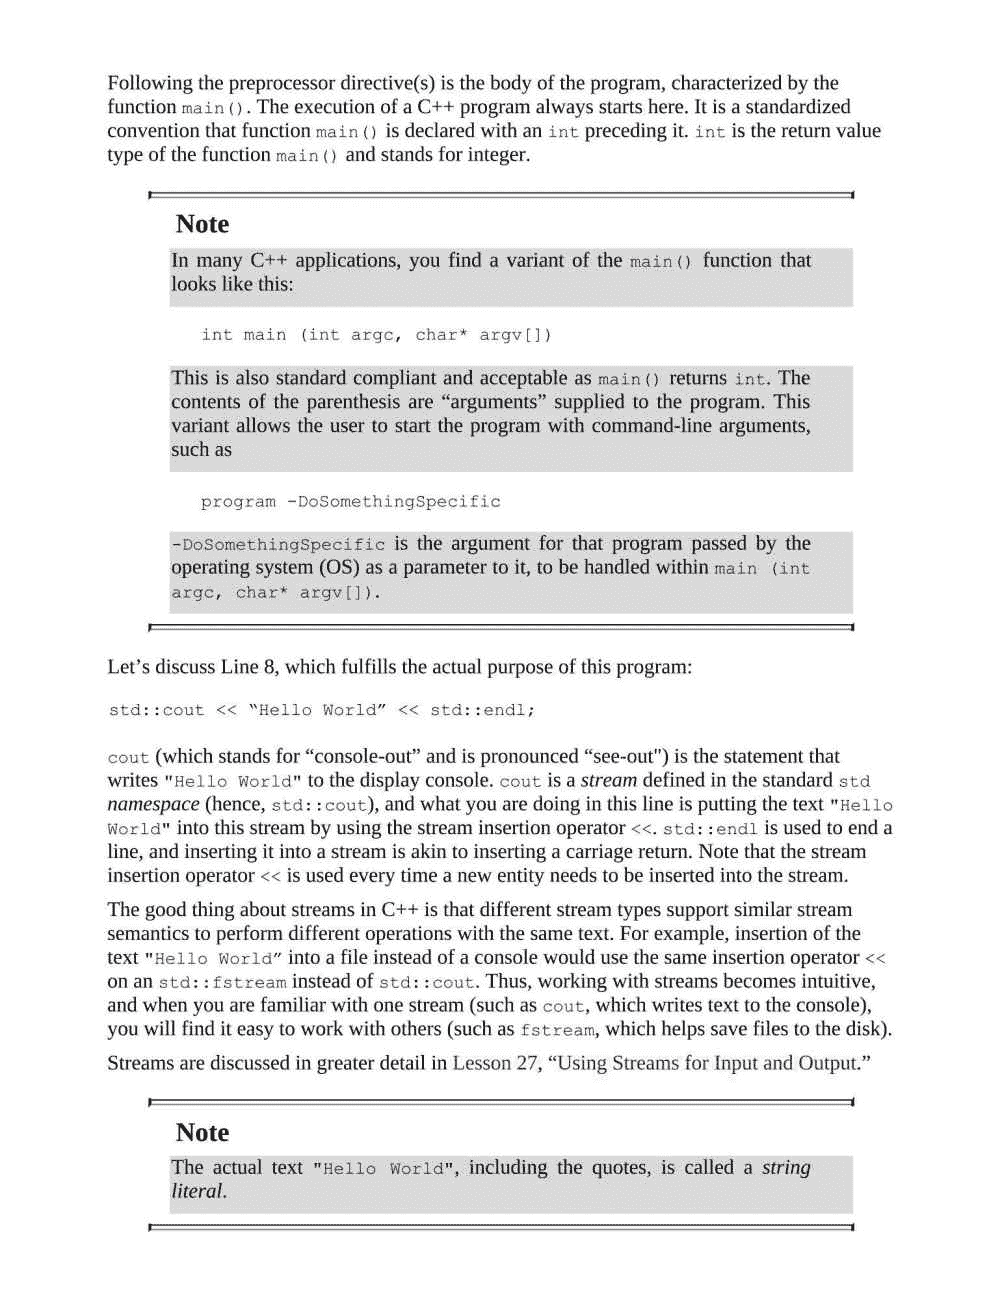 Following the preprocessor directive(s) is the body of the program, characterized by the
function main(). The execution of a C++ program always starts here. It is a standardized
convention that function main() is declared with an int preceding it. int is the return value
type of the function main() and stands for integer.
Note
In many C++ applications, you find a variant of the main() function that
looks like this:
int main (int argc, char* argv[])
This is also standard compliant and acceptable as main() returns int. The
contents of the parenthesis are “arguments” supplied to the program. This
variant allows the user to start the program with command-line arguments,
such as
program -DoSomethingSpecific
-DoSomethingSpecific is the argument for that program passed by the
operating system (OS) as a parameter to it, to be handled within main (int
argc, char* argv[]).
Let’s discuss Line 8, which fulfills the actual purpose of this program:
std::cout << “Hello World” << std::endl;
cout (which stands for “console-out” and is pronounced “see-out") is the statement that
writes "Hello World" to the display console. cout is a stream defined in the standard std
namespace (hence, std::cout), and what you are doing in this line is putting the text "Hello
World" into this stream by using the stream insertion operator <<. std::endl is used to end a
line, and inserting it into a stream is akin to inserting a carriage return. Note that the stream
insertion operator << is used every time a new entity needs to be inserted into the stream.
The good thing about streams in C++ is that different stream types support similar stream
semantics to perform different operations with the same text. For example, insertion of the
text "Hello World” into a file instead of a console would use the same insertion operator <<
on an std::fstream instead of std::cout. Thus, working with streams becomes intuitive,
and when you are familiar with one stream (such as cout, which writes text to the console),
you will find it easy to work with others (such as fstream, which helps save files to the disk).
Streams are discussed in greater detail in Lesson 27, “Using Streams for Input and Output.”
Note
The actual text "Hello World", including the quotes, is called a string
literal.